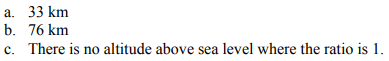 a. 33 km
b. 76 km
c. There is no altitude above sea level where the ratio is 1.